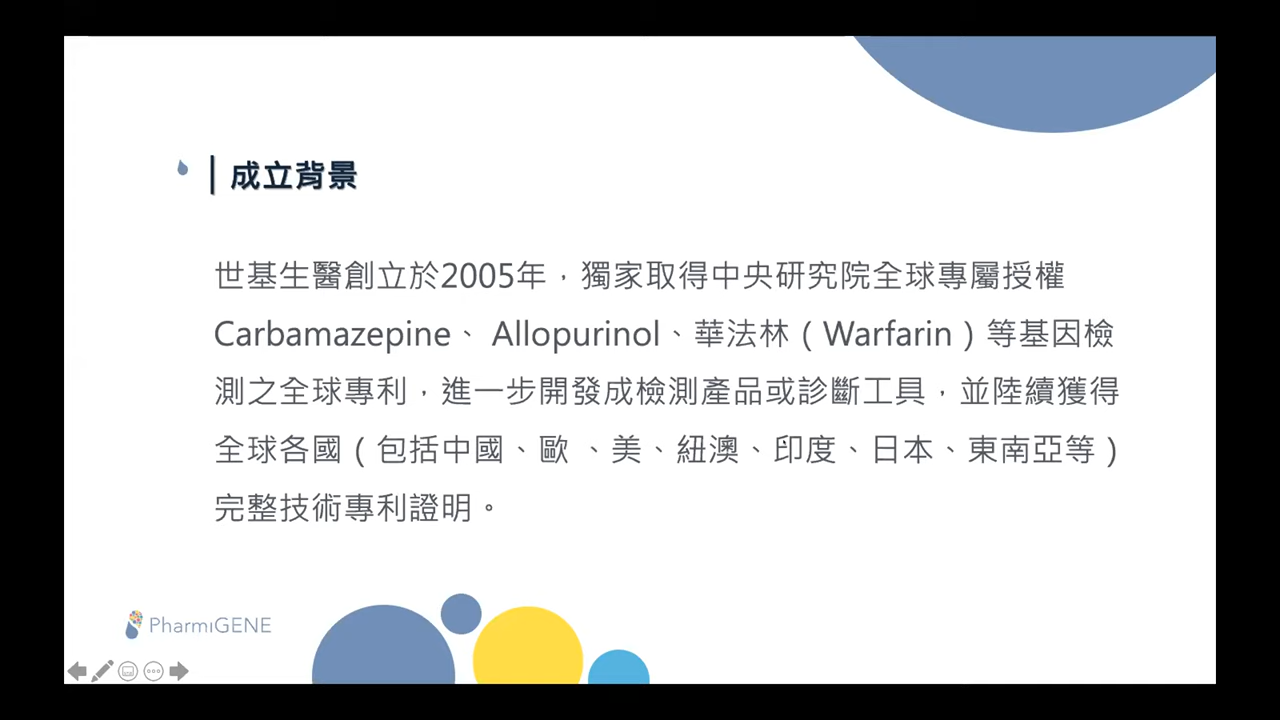 成立背景
世基生醫創立於2005年，獨家取得中央研究院全球專屬授權
Carbamazepine、 Allopurinol、華法林（Warfarin）等基因檢
測之全球專利，進一步開發成檢測產品或診斷工具，並陸續獲得
全球各國（包括中國、歐 、美、紐澳、印度、日本、東南亞等）
完整技術專利證明。
PharmiGENE